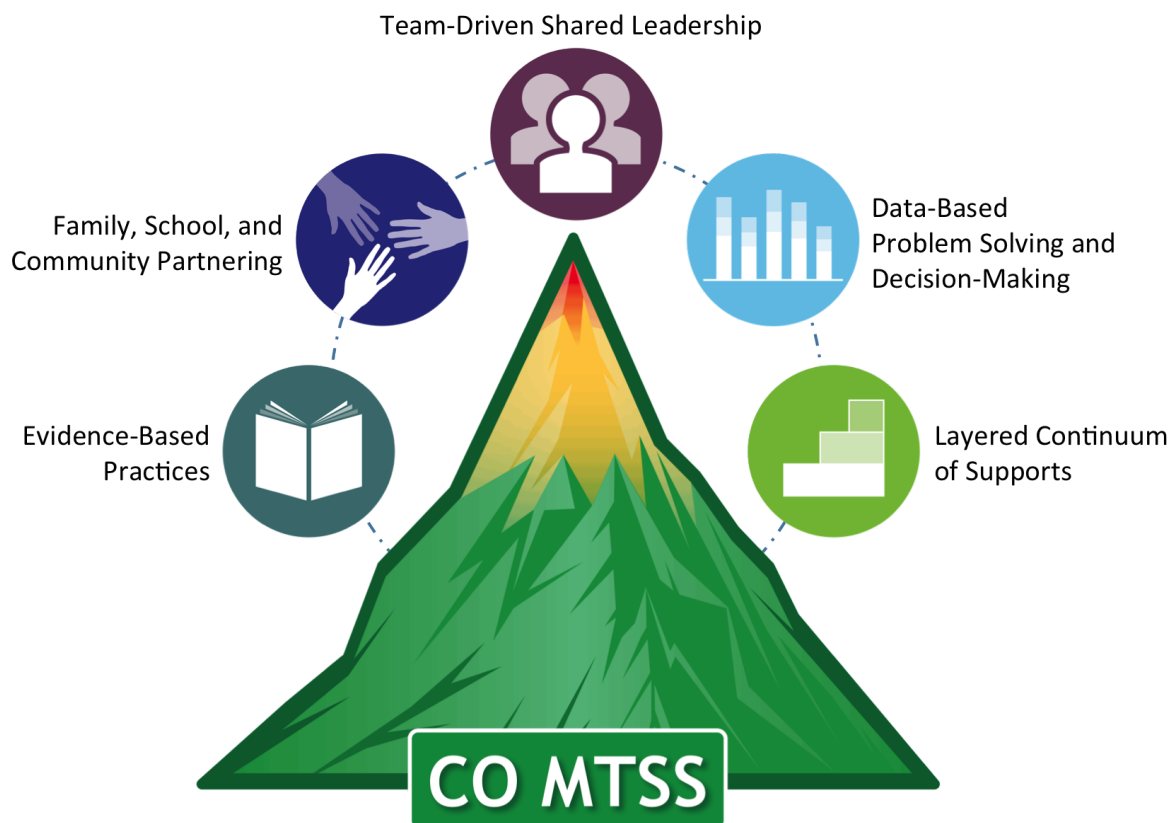 Team-Driven Shared Leadership
Family, School, and
Community Partnering
Data-Based
Problem Solving and
Decision-Making
Evidence-Based
Practices
Layered Continuum
of Supports
CO MTSS